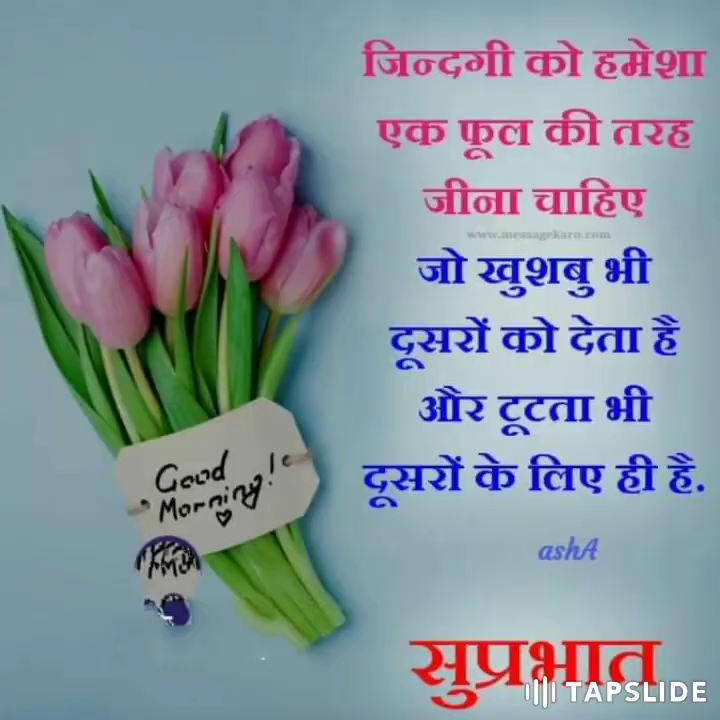 जिन्दगी को हमेशा
एक फूल की तरह
जीना चाहिए
www.messagekaro.com
जो खुशबु भी
दूसरों को देता है
और टूटता भी
दूसरों के लिए ही है.
ashA
Good
Morning!
सुप्रभात
TAPSLIDE